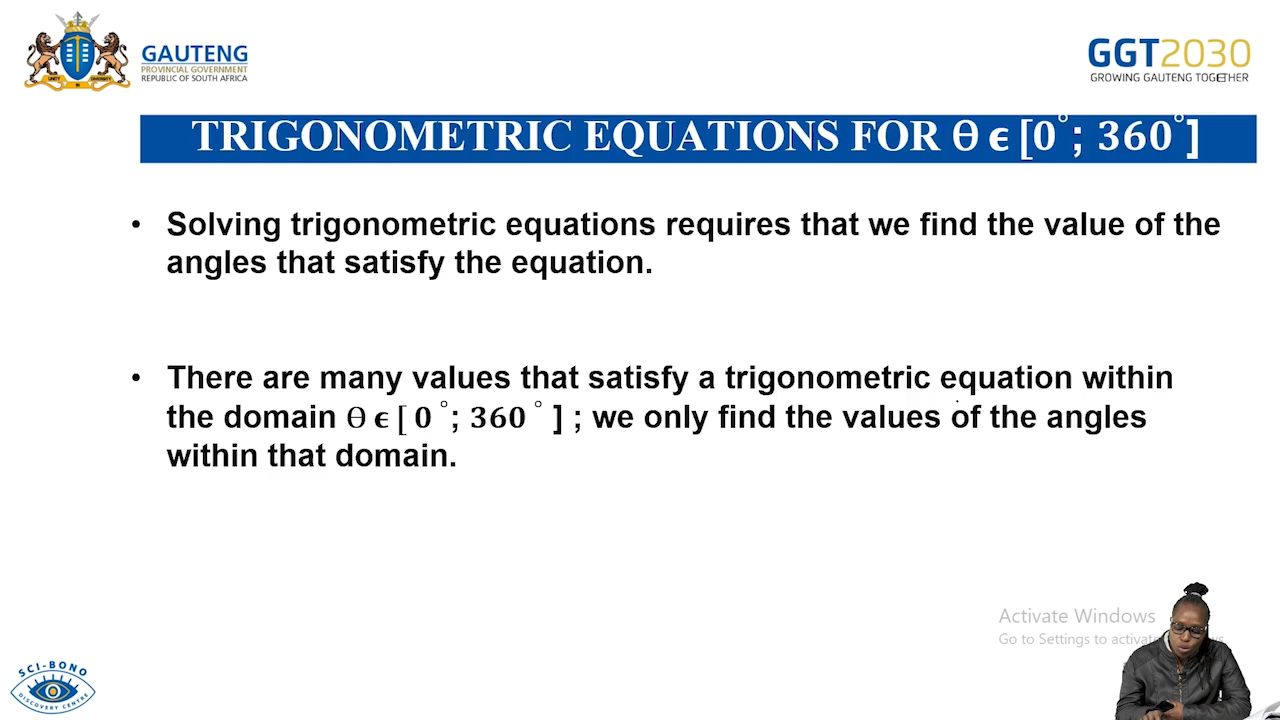 GAUTENG
PROVINCIAL GOVERNMENT
REPUBLIC OF SOUTH AFRICA
UNITY IN DIVERSITY
GGT2030
GROWING GAUTENG TOGETHER
TRIGONOMETRIC EQUATIONS FOR θ ϵ [0°; 360°]
• Solving trigonometric equations requires that we find the value of the
angles that satisfy the equation.
• There are many values that satisfy a trigonometric equation within
the domain θ ϵ [ 0°; 360° ] ; we only find the values of the angles
within that domain.
Activate Windows
Go to Settings to activate
SCI-BONO
DISCOVERY CENTRE